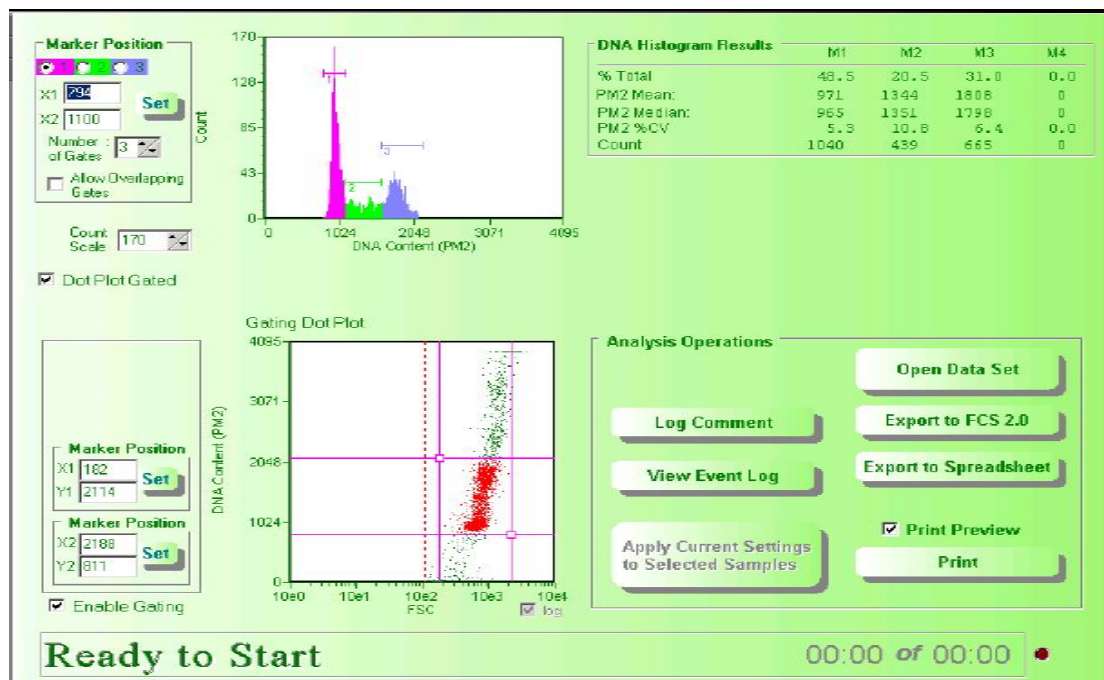 Marker Position
1 2 3
X1 794
X2 1100
Set
Number : of Gates 3
Allow Overlapping Gates
Count Scale 170
Dot Plot Gated
170
128
85
43
0
Count
1
2
3
0 1024 2048 3071 4095
DNA Content (PM2)
DNA Histogram Results M1 M2 M3 M4
% Total 48.5 20.5 31.0 0.0
PM2 Mean: 971 1344 1808 0
PM2 Median: 965 1351 1798 0
PM2 %CV 5.3 10.8 6.4 0.0
Count 1040 439 665 0
Gating Dot Plot
4095
3071
2048
1024
0
DNA Content (PM2)
10e0 10e1 10e2 10e3 10e4
FSC
log
Marker Position
X1 182
Y1 2114
Set
Marker Position
X2 2188
Y2 811
Set
Enable Gating
Analysis Operations
Open Data Set
Log Comment
Export to FCS 2.0
View Event Log
Export to Spreadsheet
Apply Current Settings
to Selected Samples
Print Preview
Print
Ready to Start
00:00 of 00:00